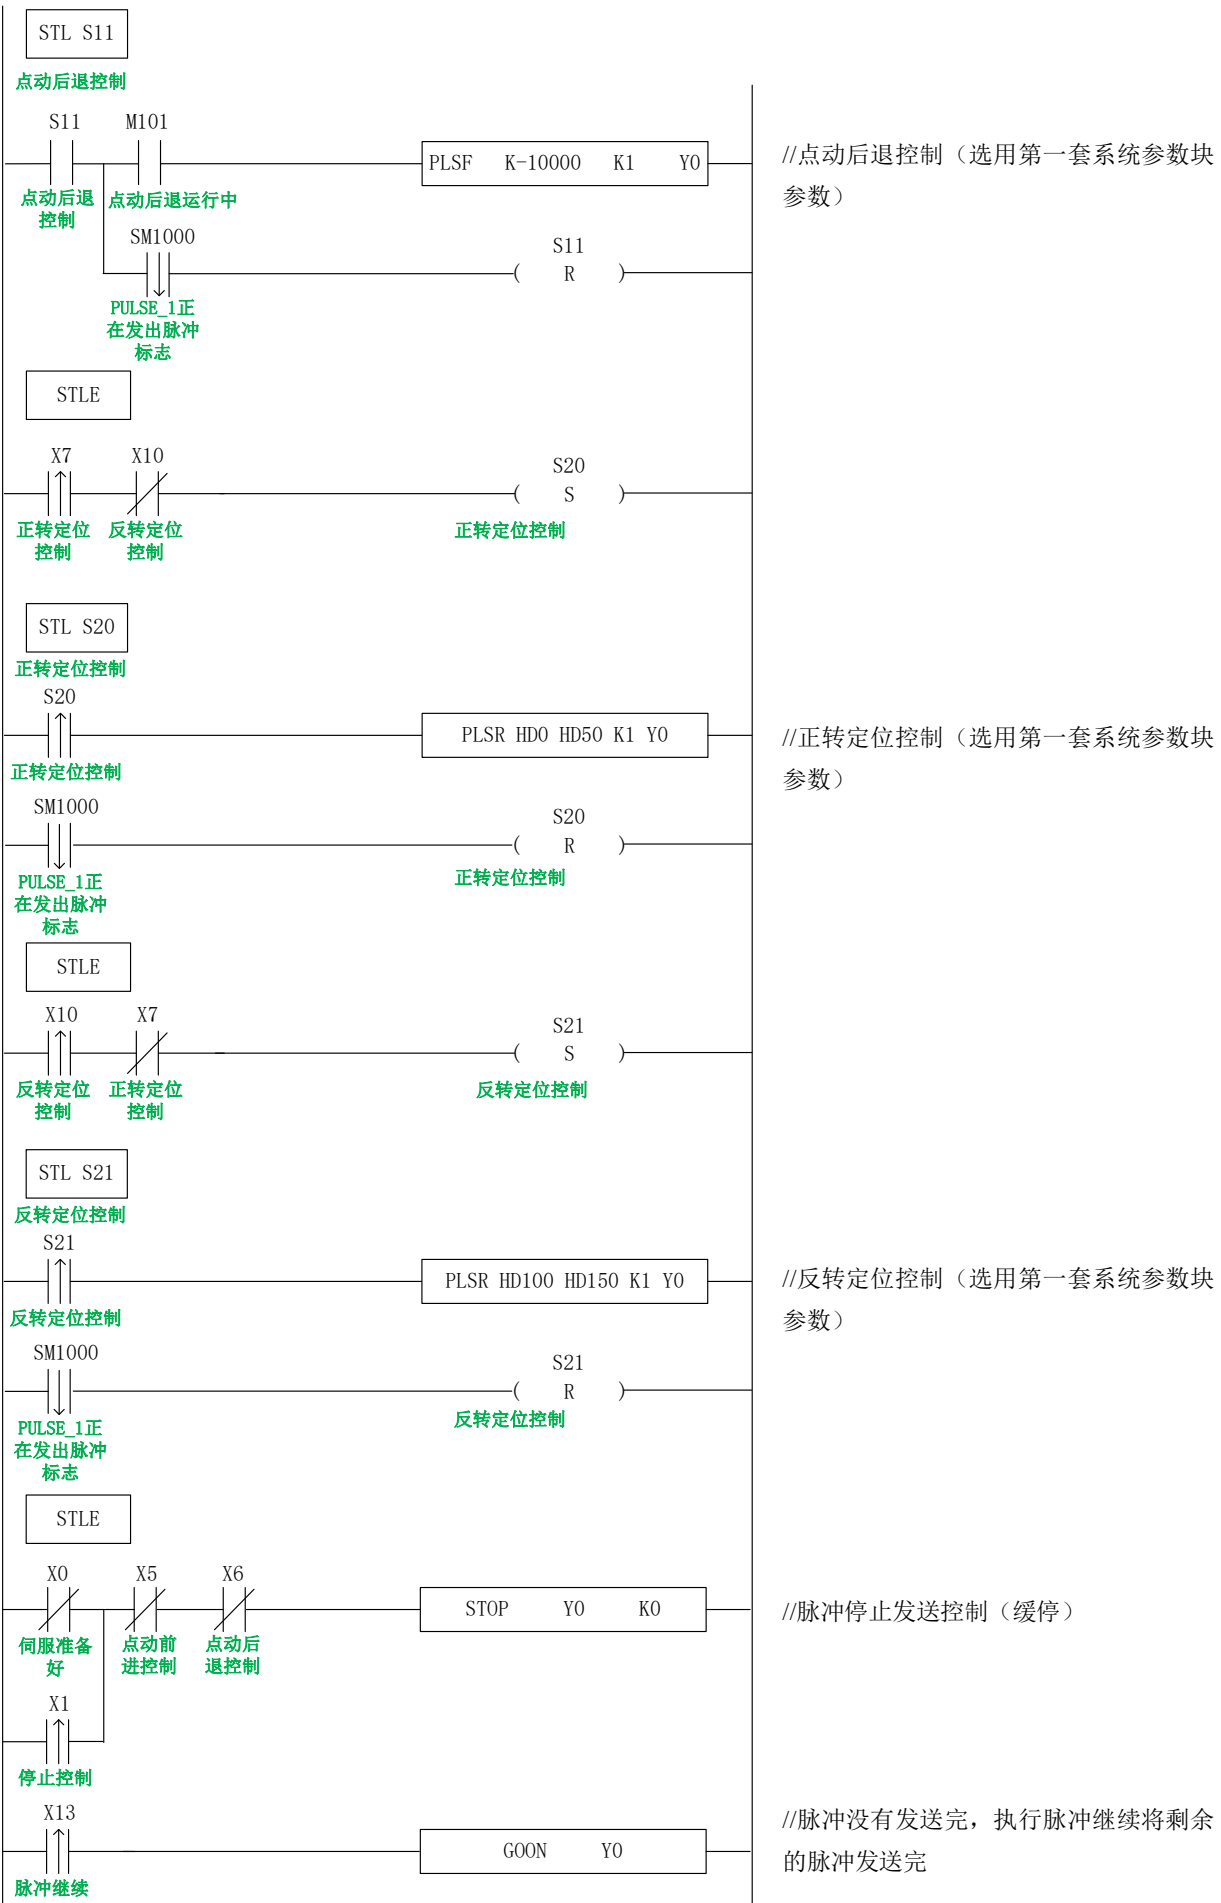 STL S11
点动后退控制
S11 M101
PLSF K-10000 K1 Y0
//点动后退控制（选用第一套系统参数块
参数）
点动后退
控制
点动后退运行中
SM1000
S11
R
PULSE_1正
在发出脉冲
标志
STLE
X7 X10
S20
S
正转定位
控制
反转定位
控制
正转定位控制
STL S20
正转定位控制
S20
PLSR HD0 HD50 K1 Y0
//正转定位控制（选用第一套系统参数块
参数）
正转定位控制
SM1000
S20
R
正转定位控制
PULSE_1正
在发出脉冲
标志
STLE
X10 X7
S21
S
反转定位
控制
正转定位
控制
反转定位控制
STL S21
反转定位控制
S21
PLSR HD100 HD150 K1 Y0
//反转定位控制（选用第一套系统参数块
参数）
反转定位控制
SM1000
S21
R
反转定位控制
PULSE_1正
在发出脉冲
标志
STLE
X0 X5 X6
STOP Y0 K0
//脉冲停止发送控制（缓停）
伺服准备
好
点动前
进控制
点动后
退控制
X1
停止控制
X13
GOON Y0
//脉冲没有发送完，执行脉冲继续将剩余
的脉冲发送完
脉冲继续